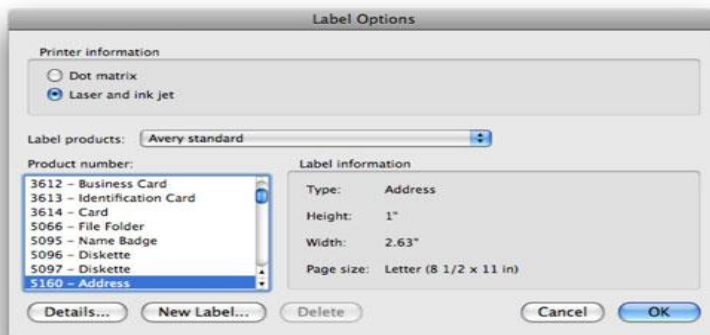 Label Options
Printer information
Dot matrix
Laser and ink jet
Label products: Avery standard
Product number:
3612 - Business Card
3613 - Identification Card
3614 - Card
5066 - File Folder
5095 - Name Badge
5096 - Diskette
5097 - Diskette
5160 - Address
Label information
Type: Address
Height: 1"
Width: 2.63"
Page size: Letter (8 1/2 x 11 in)
Details... New Label... Delete Cancel OK